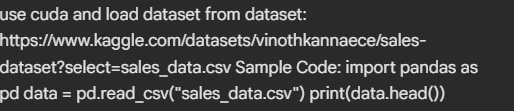 use cuda and load dataset from dataset:
https://www.kaggle.com/datasets/vinothkannaece/sales-
dataset?select=sales_data.csv Sample Code: import pandas as
pd data = pd.read_csv("sales_data.csv") print(data.head())